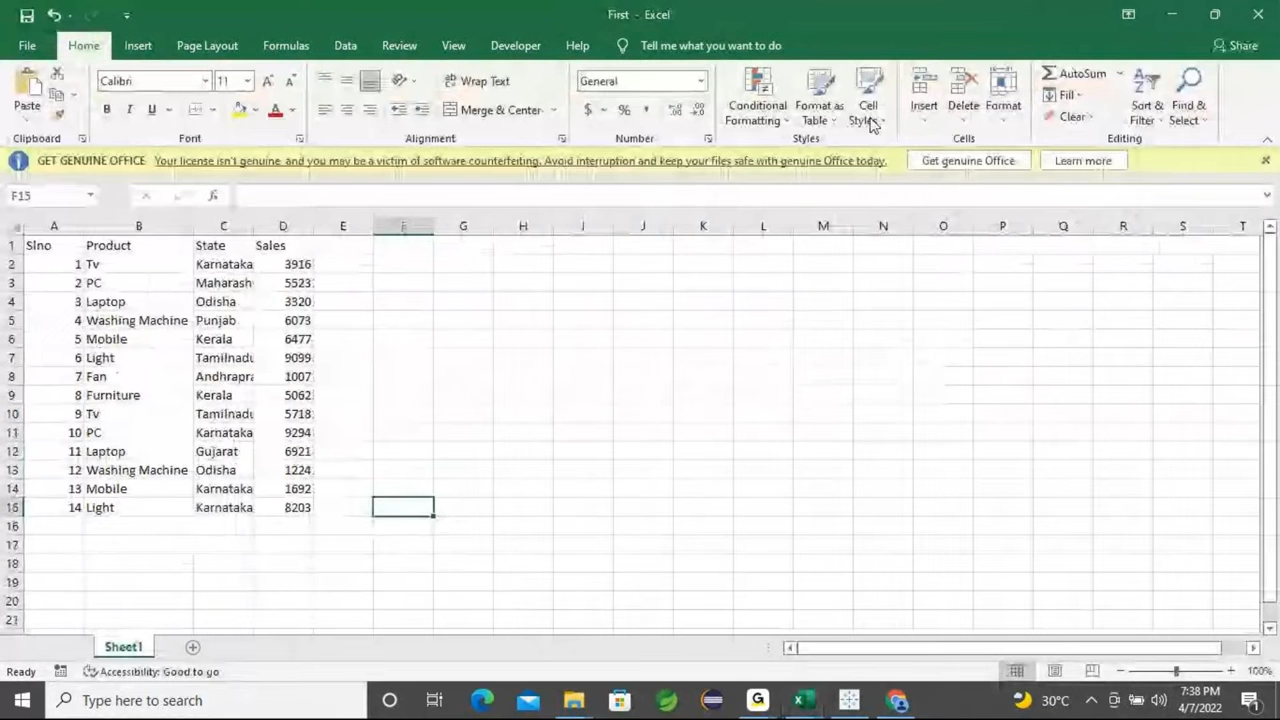 First - Excel
File Home Insert Page Layout Formulas Data Review View Developer Help Tell me what you want to do Share
Paste
Calibri 11
B I U
Wrap Text
Merge & Center
General
$ %
Conditional Formatting
Format as Table
Cell Styles
Insert Delete Format
AutoSum
Fill
Clear
Sort & Filter
Find & Select
Clipboard Font Alignment Number Styles Cells Editing
GET GENUINE OFFICE Your license isn't genuine, and you may be a victim of software counterfeiting. Avoid interruption and keep your files safe with genuine Office today. Get genuine Office Learn more
F15 fx
A B C D E F G H I J K L M N O P Q R S T
1 Slno Product State Sales
2 1 Tv Karnataka 3916
3 2 PC Maharash 5523
4 3 Laptop Odisha 3320
5 4 Washing Machine Punjab 6073
6 5 Mobile Kerala 6477
7 6 Light Tamilnadu 9099
8 7 Fan Andhrapra 1007
9 8 Furniture Kerala 5062
10 9 Tv Tamilnadu 5718
11 10 PC Karnataka 9294
12 11 Laptop Gujarat 6921
13 12 Washing Machine Odisha 1224
14 13 Mobile Karnataka 1692
15 14 Light Karnataka 8203
16
17
18
19
20
21
Sheet1
Ready Accessibility: Good to go 100%
Type here to search 30°C 7:38 PM
4/7/2022